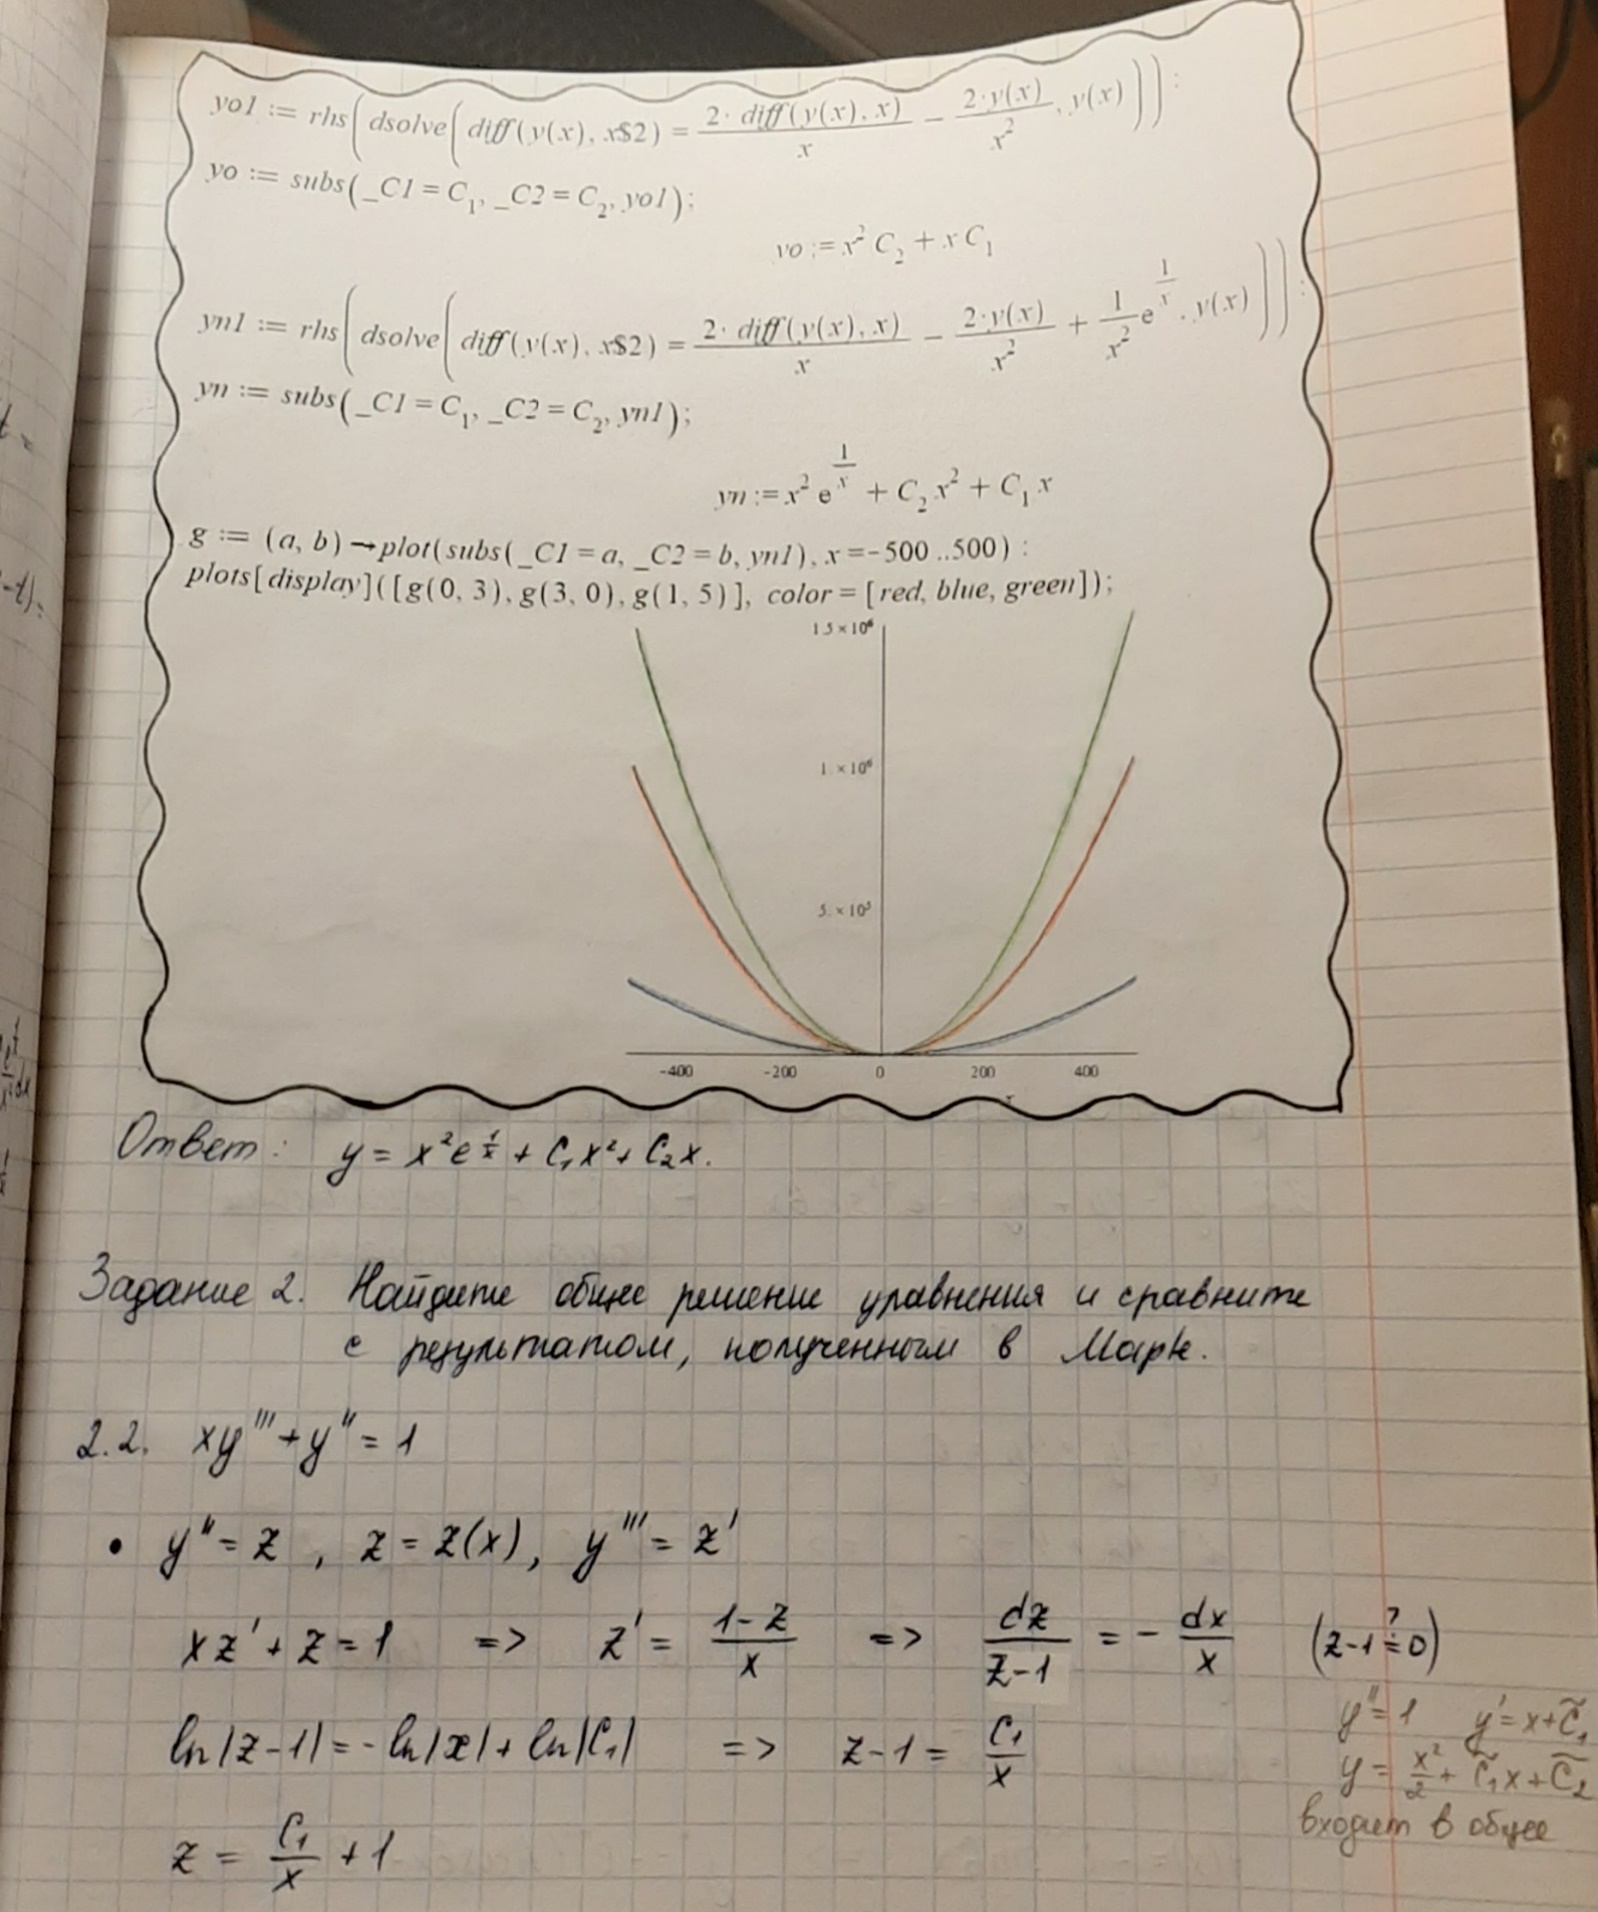 yo1 := rhs(dsolve(diff(y(x), x$2) = (2· diff(y(x), x))/x − (2·y(x))/x², y(x))) :
yo := subs(_C1 = C₁, _C2 = C₂, yo1);
yo := x² C₂ + x C₁
yn1 := rhs(dsolve(diff(y(x), x$2) = (2· diff(y(x), x))/x − (2·y(x))/x² + 1/x² e^(1/x), y(x))) :
yn := subs(_C1 = C₁, _C2 = C₂, yn1);
yn := x² e^(1/x) + C₂ x² + C₁ x
g := (a, b)→plot(subs(_C1 = a, _C2 = b, yn1), x = −500 ..500) :
plots[display]([g(0, 3), g(3, 0), g(1, 5)], color = [red, blue, green]);
1.5 × 10⁶
1. × 10⁶
5. × 10⁵
-400 -200 0 200 400
x
Ответ: y = x²e^(1/x) + C₁x² + C₂x.
Задание 2. Найдите общее решение уравнения и сравните
с результатом, полученным в Maple.
2.2. xy''' + y'' = 1
• y'' = z , z = z(x), y''' = z'
xz' + z = 1 => z' = (1−z)/x => dz/(z−1) = − dx/x (z−1 ≟ 0)
y'' = 1 y' = x + C̃₁
ln|z−1| = −ln|x| + ln|C₁| => z−1 = C₁/x
y = x²/2 + C̃₁x + C̃₂
входит в общее
z = C₁/x + 1